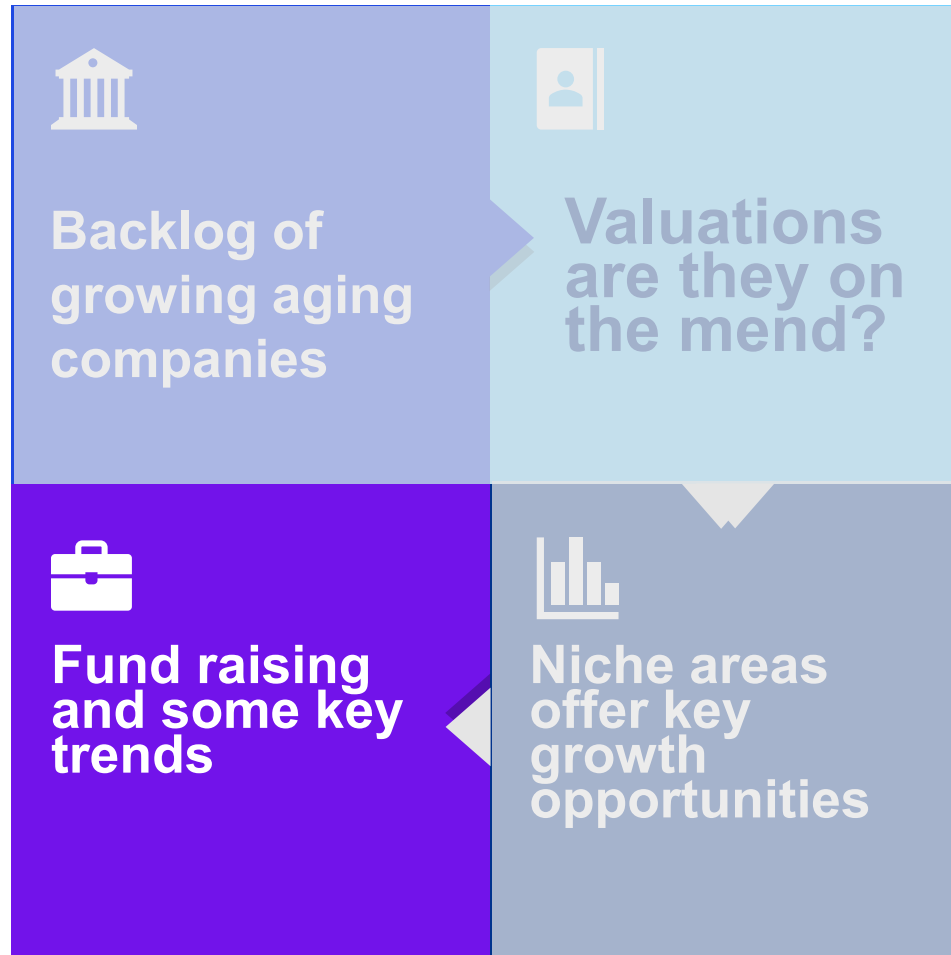 Backlog of
growing aging
companies
Valuations
are they on
the mend?
Fund raising
and some key
trends
Niche areas
offer key
growth
opportunities